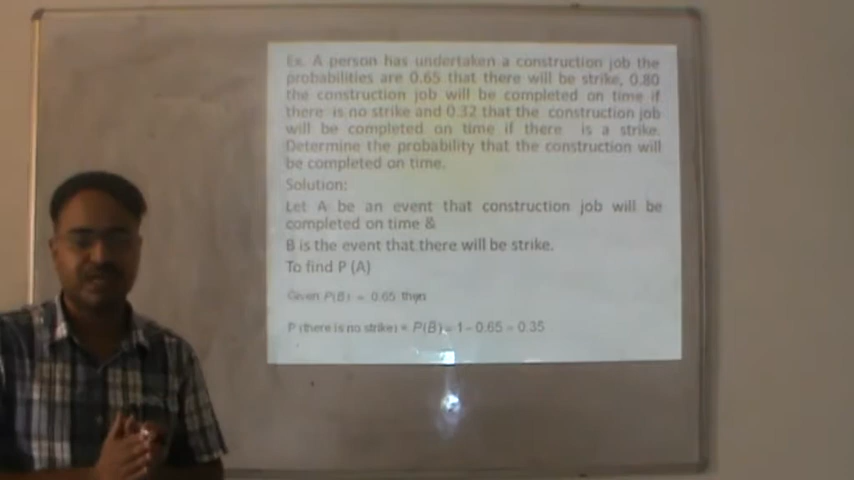 Ex. A person has undertaken a construction job the
probabilities are 0.65 that there will be strike, 0.80
the construction job will be completed on time if
there is no strike and 0.32 that the construction job
will be completed on time if there is a strike.
Determine the probability that the construction will
be completed on time.
Solution:
Let A be an event that construction job will be
completed on time &
B is the event that there will be strike.
To find P (A)
Given P(B) = 0.65 then
P (there is no strike) = P(B̄) = 1 − 0.65 = 0.35